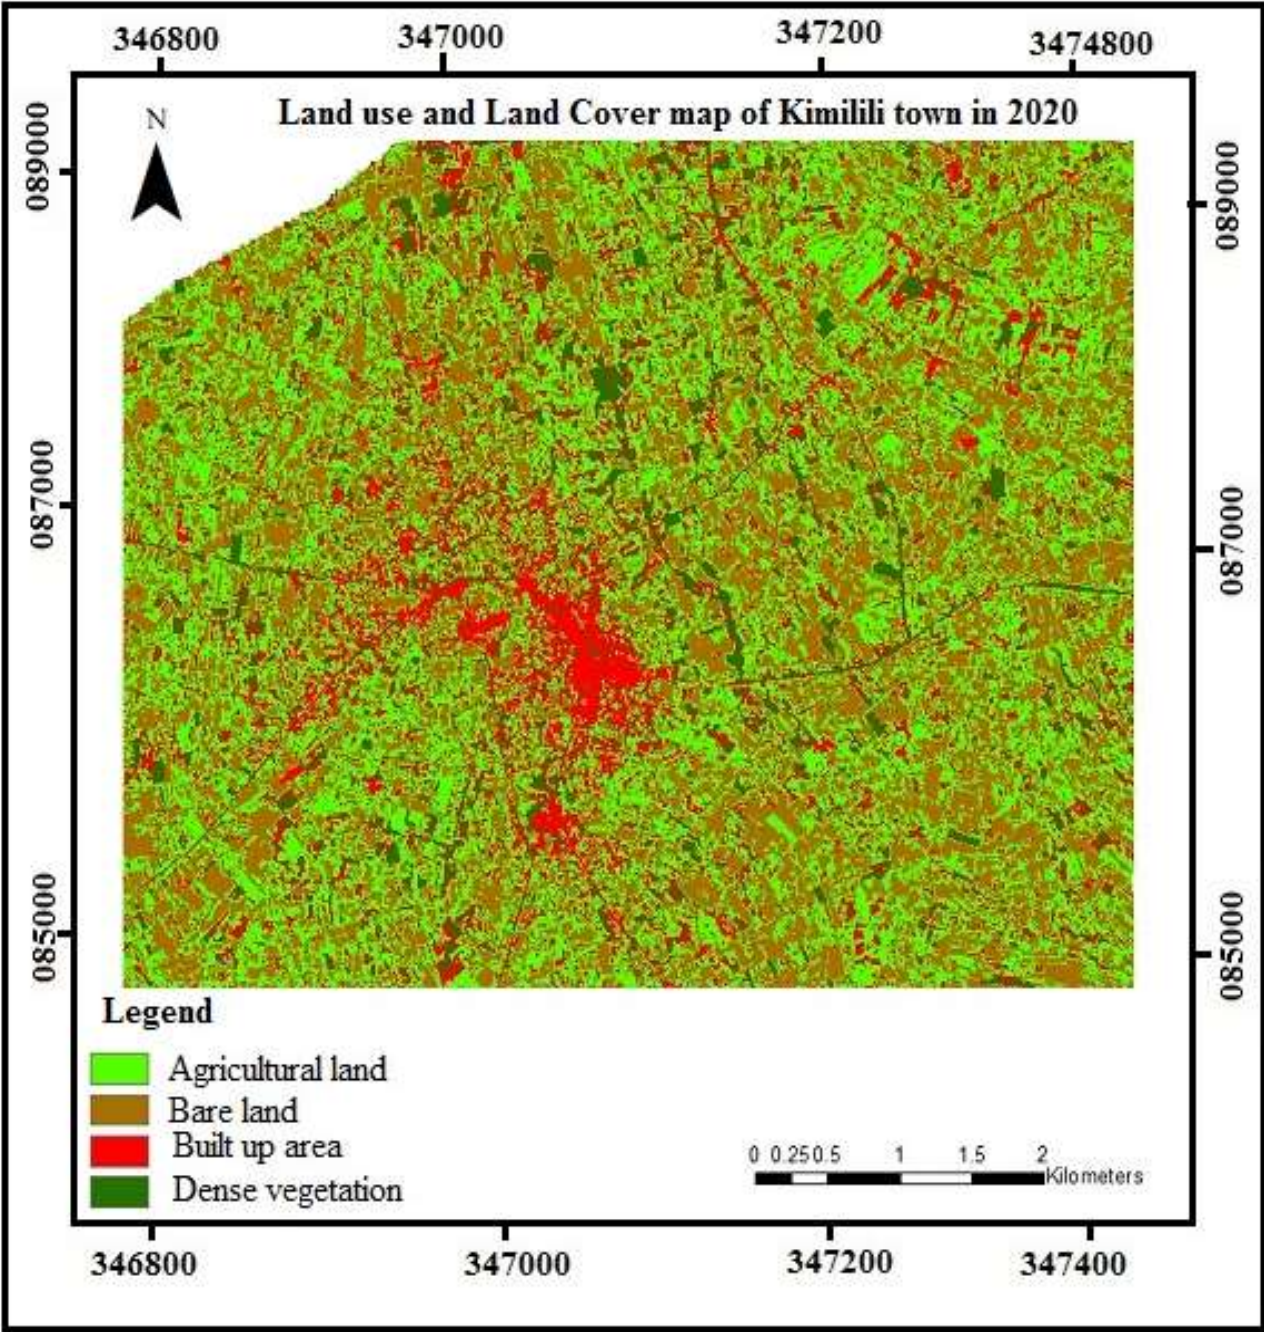 346800 347000 347200 3474800
N
Land use and Land Cover map of Kimilili town in 2020
089000
087000
085000
089000
087000
085000
Legend
Agricultural land
Bare land
Built up area
Dense vegetation
0 0.25 0.5 1 1.5 2
Kilometers
346800 347000 347200 347400